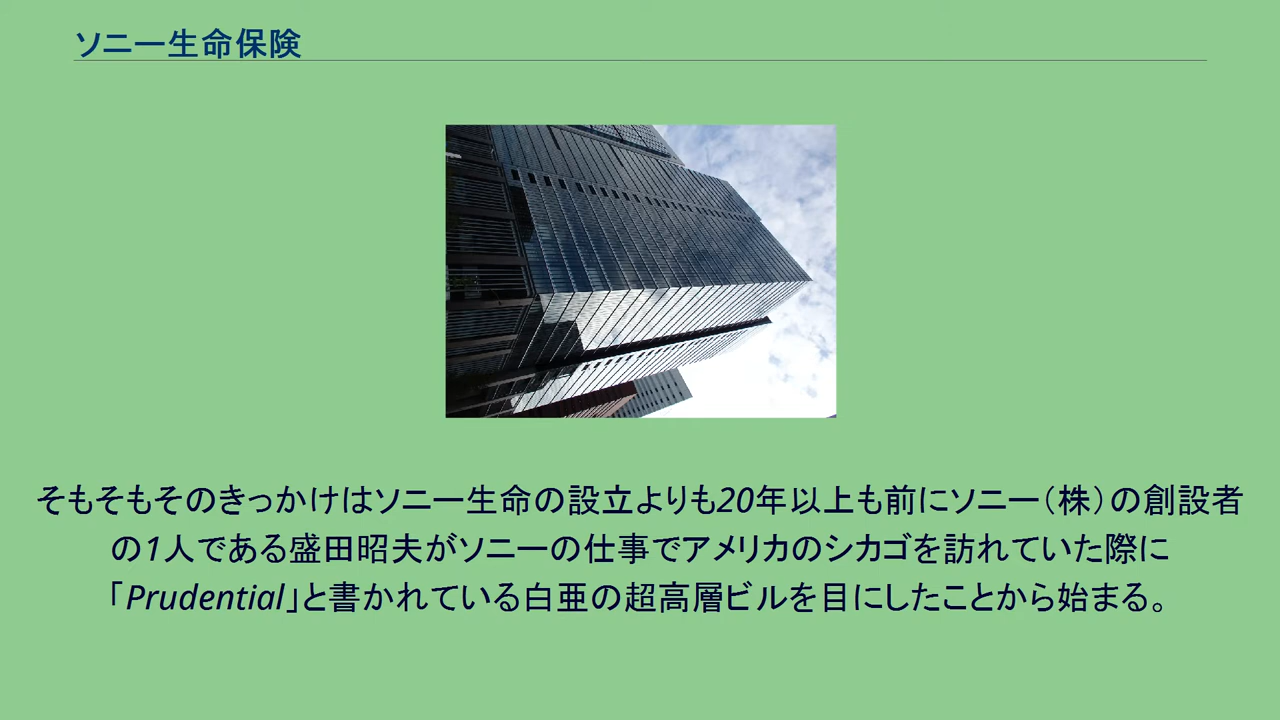 ソニー生命保険
そもそもそのきっかけはソニー生命の設立よりも20年以上も前にソニー（株）の創設者
の1人である盛田昭夫がソニーの仕事でアメリカのシカゴを訪れていた際に
「Prudential」と書かれている白亜の超高層ビルを目にしたことから始まる。